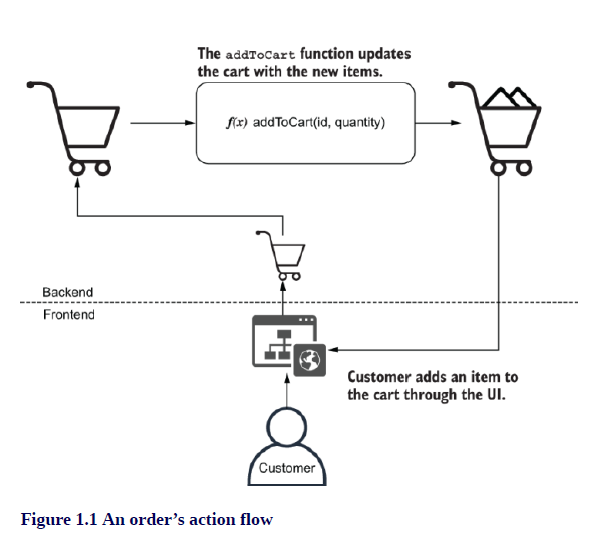 The addToCart function updates
the cart with the new items.
f(x) addToCart(id, quantity)
Backend
Frontend
Customer adds an item to
the cart through the UI.
Customer
Figure 1.1 An order’s action flow